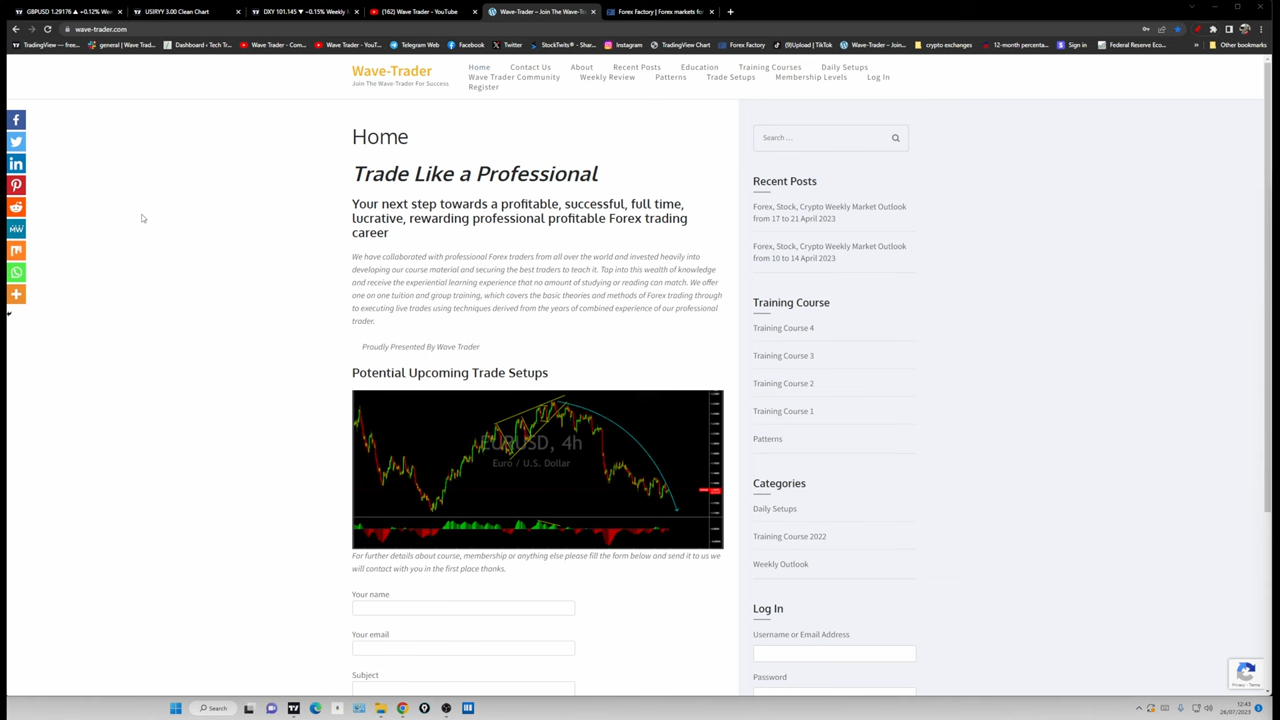 GBPUSD 1.29176 ▲ +0.12% We
USIRYY 3.00 Clean Chart
DXY 101.145 ▼ −0.15% Weekly
(162) Wave Trader - YouTube
Wave-Trader – Join The Wave-Tra
Forex Factory | Forex markets fo
wave-trader.com
TradingView — free...
general | Wave Trad...
Dashboard ‹ Tech Tr...
Wave Trader - Com...
Wave Trader - YouT...
Telegram Web
Facebook
Twitter
StockTwits® - Shar...
Instagram
TradingView Chart
Forex Factory
(9)Upload | TikTok
Wave-Trader – Join...
crypto exchanges
12-month percenta...
Sign in
Federal Reserve Eco...
»
Other bookmarks
Wave-Trader
Join The Wave-Trader For Success
Home Contact Us About Recent Posts Education Training Courses Daily Setups
Wave Trader Community Weekly Review Patterns Trade Setups Membership Levels Log In
Register
Home
Trade Like a Professional
Your next step towards a profitable, successful, full time,
lucrative, rewarding professional profitable Forex trading
career
We have collaborated with professional Forex traders from all over the world and invested heavily into
developing our course material and securing the best traders to teach it. Tap into this wealth of knowledge
and receive the experiential learning experience that no amount of studying or reading can match. We offer
one on one tuition and group training, which covers the basic theories and methods of Forex trading through
to executing live trades using techniques derived from the years of combined experience of our professional
trader.
Proudly Presented By Wave Trader
Potential Upcoming Trade Setups
EURUSD, 4h
Euro / U.S. Dollar
For further details about course, membership or anything else please fill the form below and send it to us we
will contact with you in the first place thanks.
Your name
Your email
Subject
Search …
Recent Posts
Forex, Stock, Crypto Weekly Market Outlook
from 17 to 21 April 2023
Forex, Stock, Crypto Weekly Market Outlook
from 10 to 14 April 2023
Training Course
Training Course 4
Training Course 3
Training Course 2
Training Course 1
Patterns
Categories
Daily Setups
Training Course 2022
Weekly Outlook
Log In
Username or Email Address
Password
Privacy - Terms
Search
12:43
26/07/2023